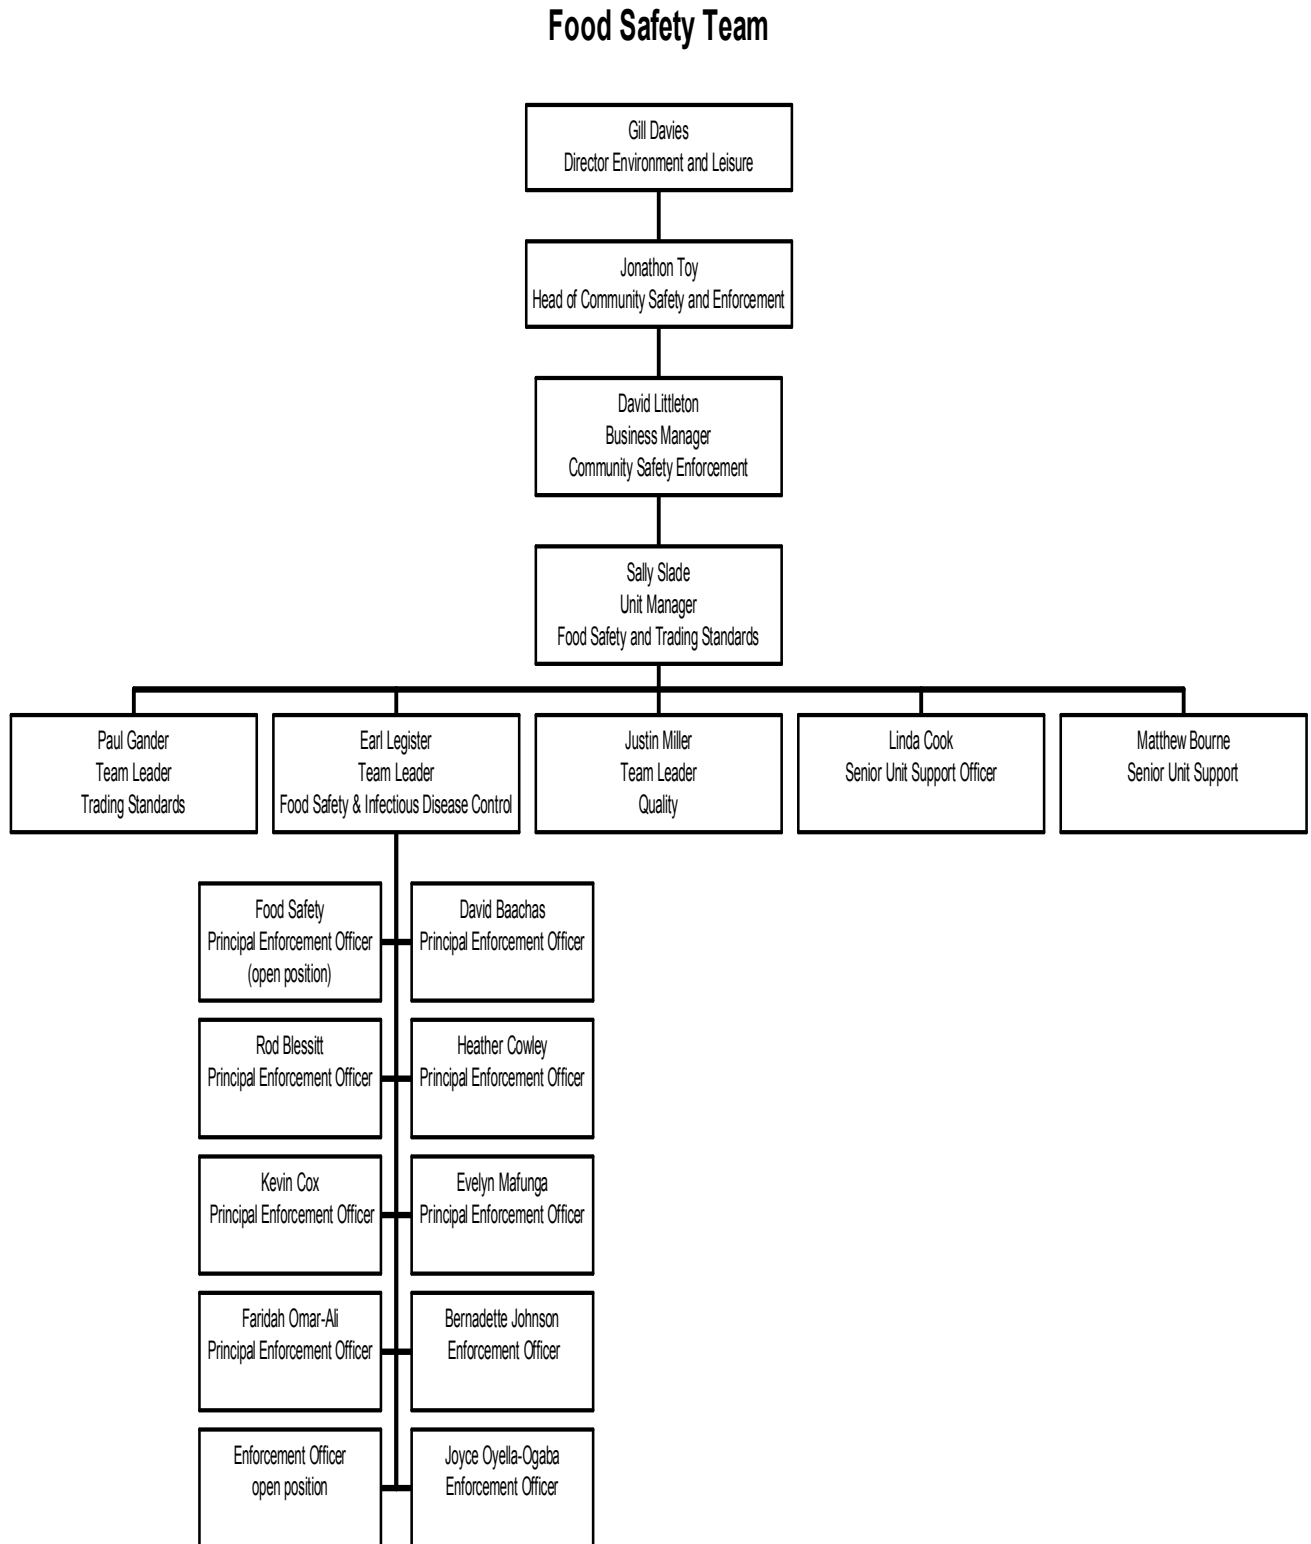 Food Safety Team
Gill Davies
Director Environment and Leisure
Jonathon Toy
Head of Community Safety and Enforcement
David Littleton
Business Manager
Community Safety Enforcement
Sally Slade
Unit Manager
Food Safety and Trading Standards
Paul Gander
Team Leader
Trading Standards
Earl Legister
Team Leader
Food Safety & Infectious Disease Control
Justin Miller
Team Leader
Quality
Linda Cook
Senior Unit Support Officer
Matthew Bourne
Senior Unit Support
Food Safety
Principal Enforcement Officer
(open position)
David Baachas
Principal Enforcement Officer
Rod Blessitt
Principal Enforcement Officer
Heather Cowley
Principal Enforcement Officer
Kevin Cox
Principal Enforcement Officer
Evelyn Mafunga
Principal Enforcement Officer
Faridah Omar-Ali
Principal Enforcement Officer
Bernadette Johnson
Enforcement Officer
Enforcement Officer
open position
Joyce Oyella-Ogaba
Enforcement Officer